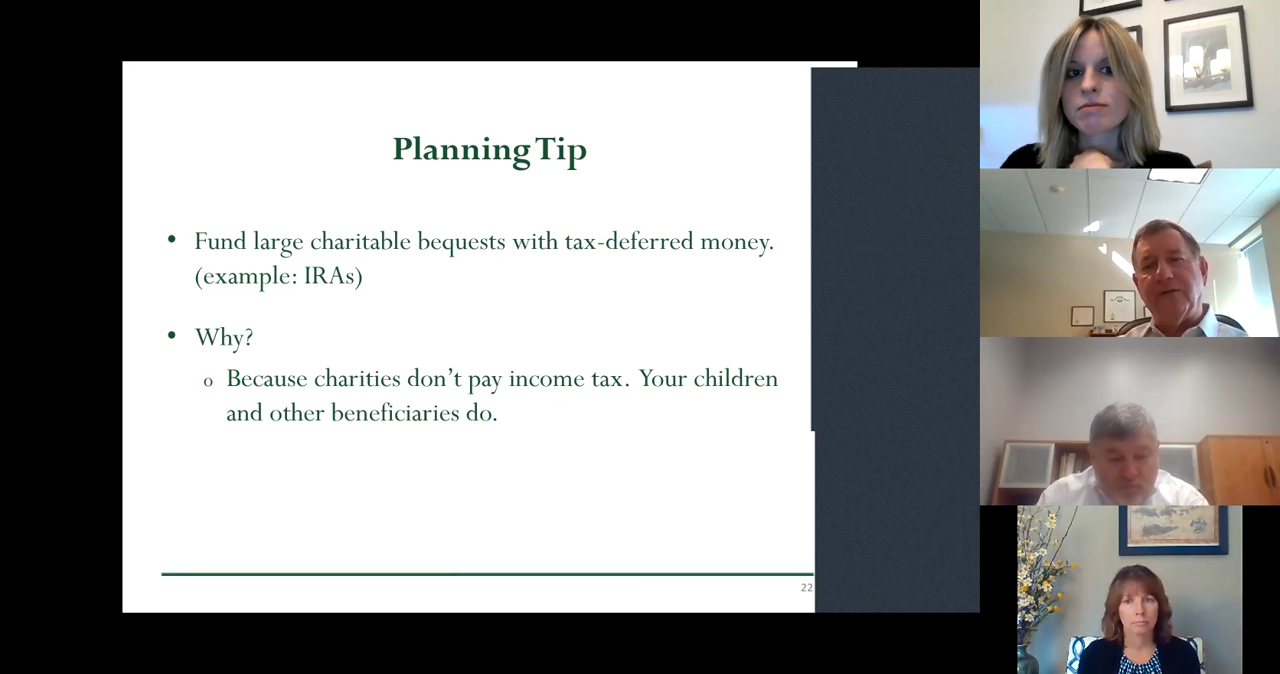 Planning Tip
• Fund large charitable bequests with tax-deferred money.
(example: IRAs)
• Why?
o Because charities don’t pay income tax. Your children
and other beneficiaries do.
22